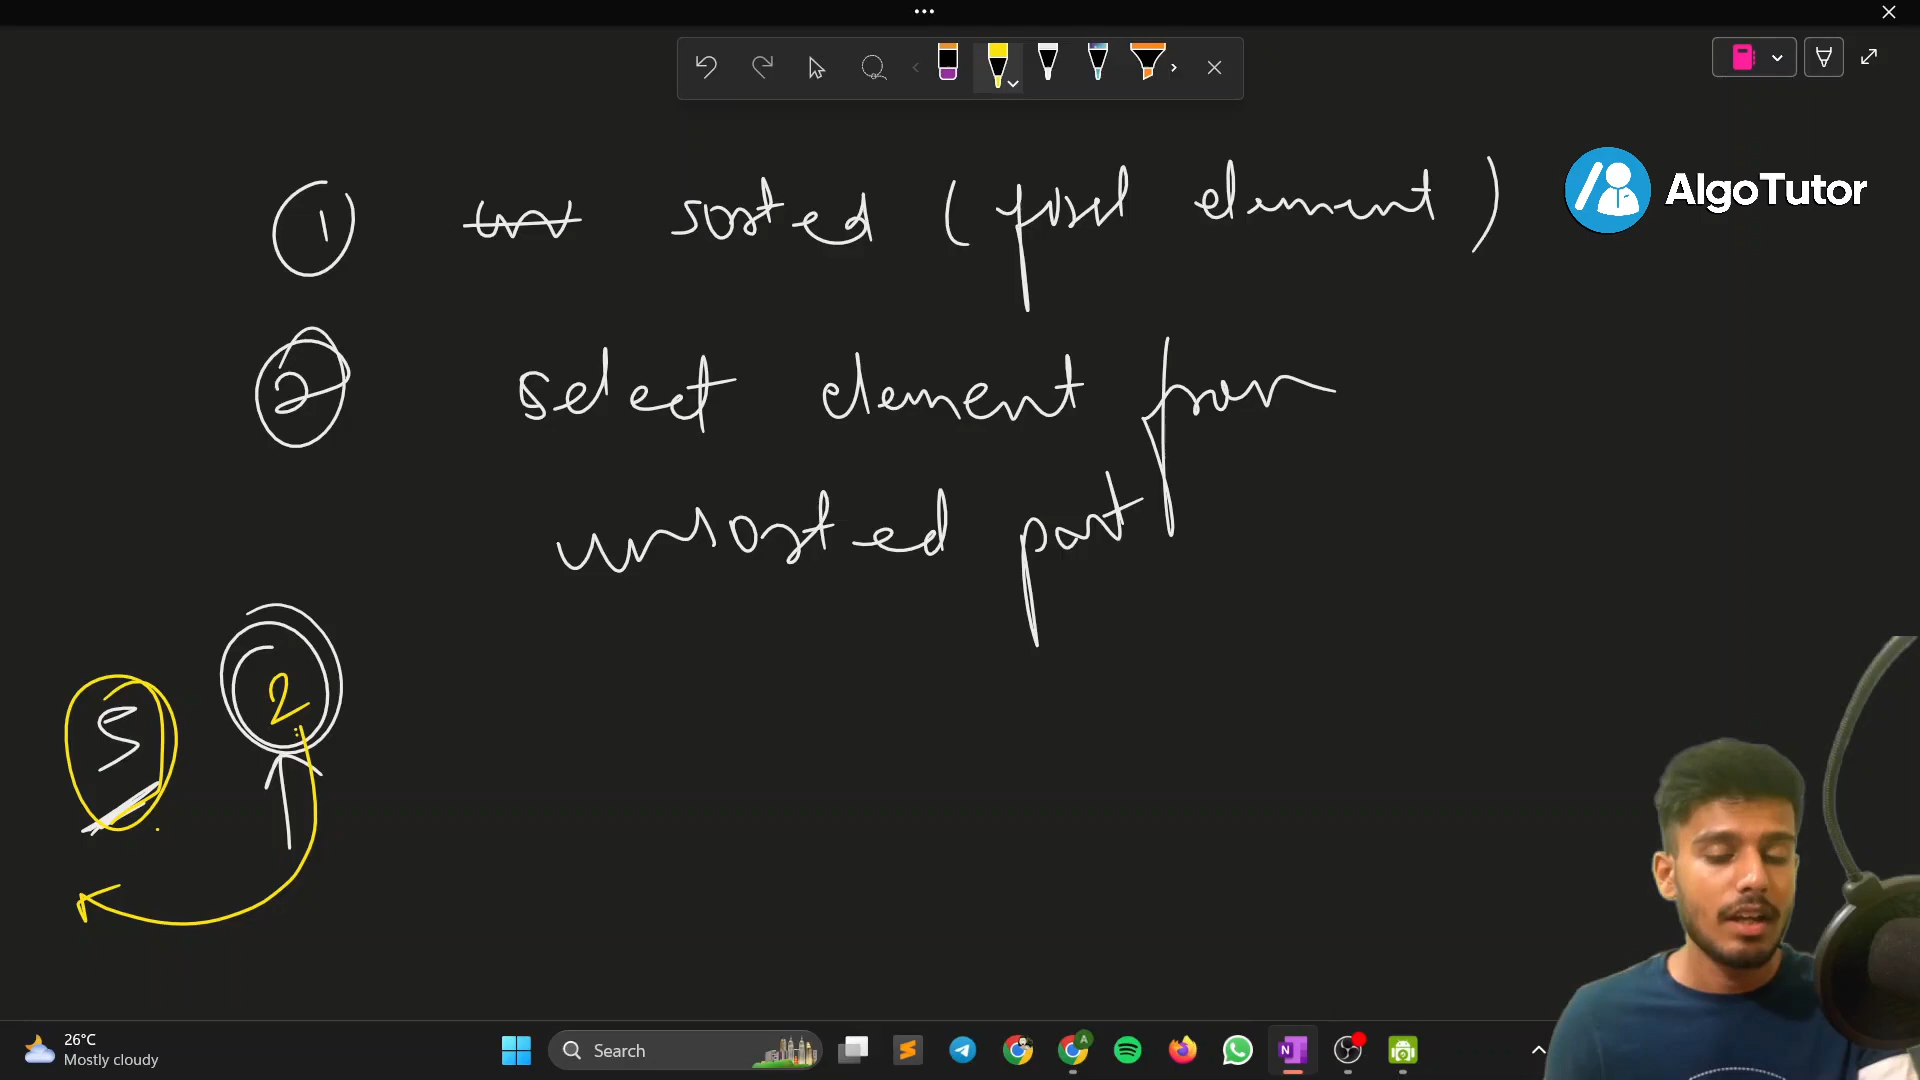 AlgoTutor
① sorted (first element)
② select element from
unsorted part
5 2
26°C
Mostly cloudy
Search